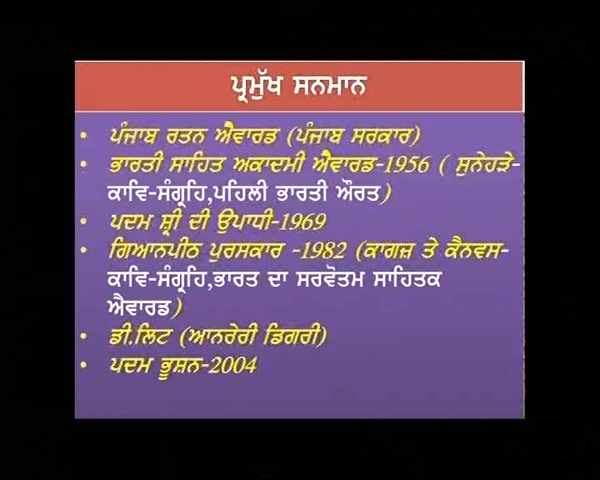 ਪ੍ਰਮੁੱਖ ਸਨਮਾਨ
• ਪੰਜਾਬ ਰਤਨ ਐਵਾਰਡ (ਪੰਜਾਬ ਸਰਕਾਰ)
• ਭਾਰਤੀ ਸਾਹਿਤ ਅਕਾਦਮੀ ਐਵਾਰਡ-1956 ( ਸੁਨੇਹੜੇ-
ਕਾਵਿ-ਸੰਗ੍ਰਹਿ,ਪਹਿਲੀ ਭਾਰਤੀ ਔਰਤ)
• ਪਦਮ ਸ਼੍ਰੀ ਦੀ ਉਪਾਧੀ-1969
• ਗਿਆਨਪੀਠ ਪੁਰਸਕਾਰ -1982 (ਕਾਗਜ਼ ਤੇ ਕੈਨਵਸ-
ਕਾਵਿ-ਸੰਗ੍ਰਹਿ,ਭਾਰਤ ਦਾ ਸਰਵੋਤਮ ਸਾਹਿਤਕ
ਐਵਾਰਡ)
• ਡੀ.ਲਿਟ (ਆਨਰੇਰੀ ਡਿਗਰੀ)
• ਪਦਮ ਭੂਸ਼ਨ-2004